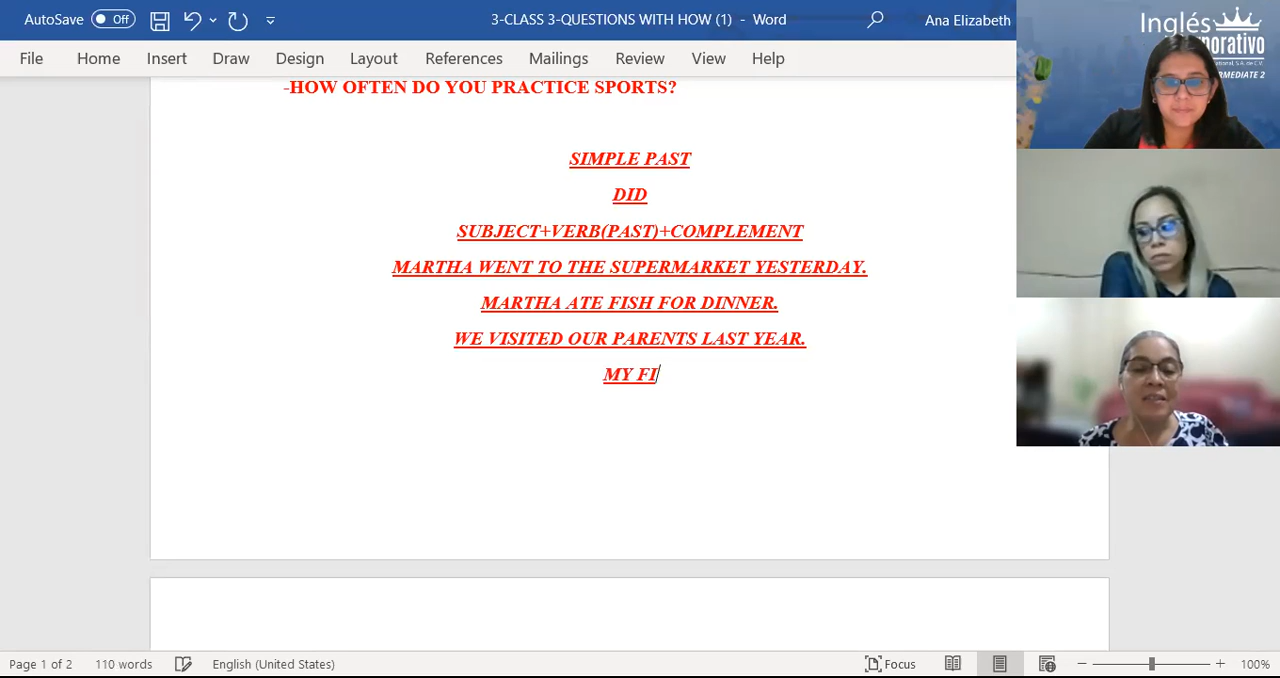 AutoSave Off 3-CLASS 3-QUESTIONS WITH HOW (1) - Word Ana Elizabeth
File Home Insert Draw Design Layout References Mailings Review View Help
Inglés
-HOW OFTEN DO YOU PRACTICE SPORTS?
SIMPLE PAST
DID
SUBJECT+VERB(PAST)+COMPLEMENT
MARTHA WENT TO THE SUPERMARKET YESTERDAY.
MARTHA ATE FISH FOR DINNER.
WE VISITED OUR PARENTS LAST YEAR.
MY FI
Page 1 of 2 110 words English (United States) Focus 100%